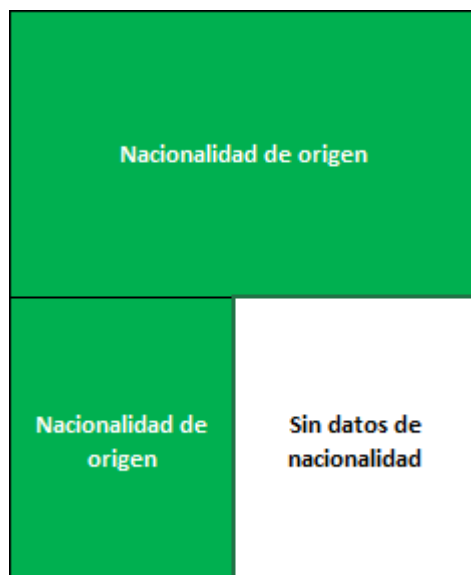 Nacionalidad de origen
Nacionalidad de
origen
Sin datos de
nacionalidad